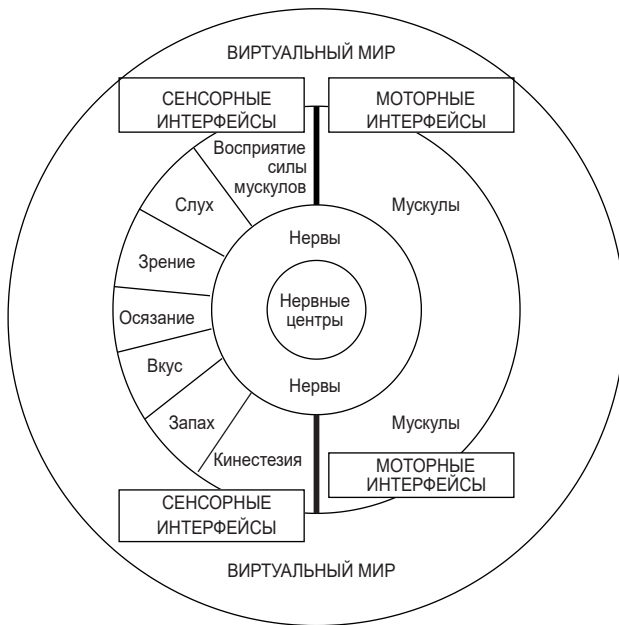 ВИРТУАЛЬНЫЙ МИР
СЕНСОРНЫЕ
ИНТЕРФЕЙСЫ
МОТОРНЫЕ
ИНТЕРФЕЙСЫ
Восприятие
силы
мускулов
Слух
Мускулы
Нервы
Зрение
Нервные
центры
Осязание
Вкус
Нервы
Запах
Мускулы
Кинестезия
МОТОРНЫЕ
ИНТЕРФЕЙСЫ
СЕНСОРНЫЕ
ИНТЕРФЕЙСЫ
ВИРТУАЛЬНЫЙ МИР